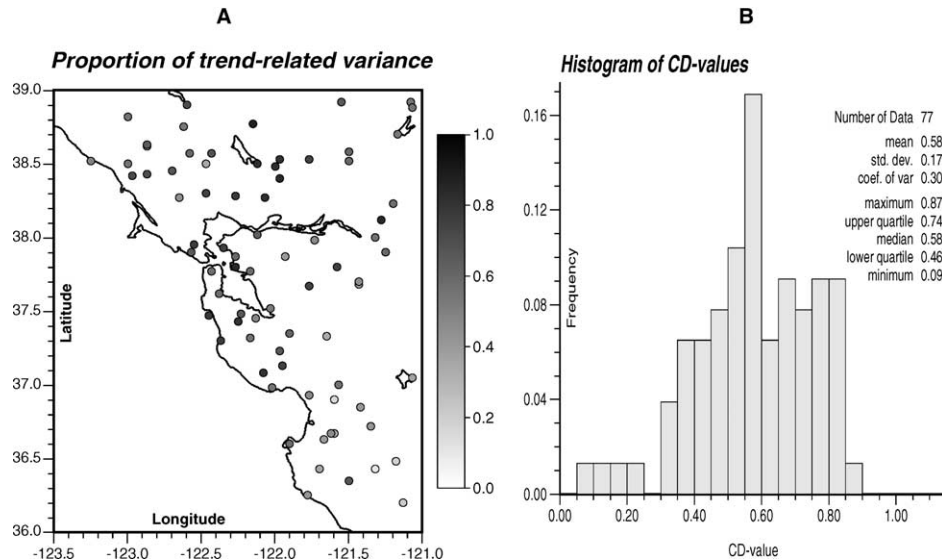 A
B
Proportion of trend-related variance
Histogram of CD-values
39.0
38.5
38.0
37.5
37.0
36.5
36.0
Latitude
Longitude
-123.5 -123.0 -122.5 -122.0 -121.5 -121.0
1.0
0.8
0.6
0.4
0.2
0.0
0.16
0.12
0.08
0.04
0.00
Frequency
Number of Data 77
mean 0.58
std. dev. 0.17
coef. of var 0.30
maximum 0.87
upper quartile 0.74
median 0.58
lower quartile 0.46
minimum 0.09
0.00 0.20 0.40 0.60 0.80 1.00
CD-value